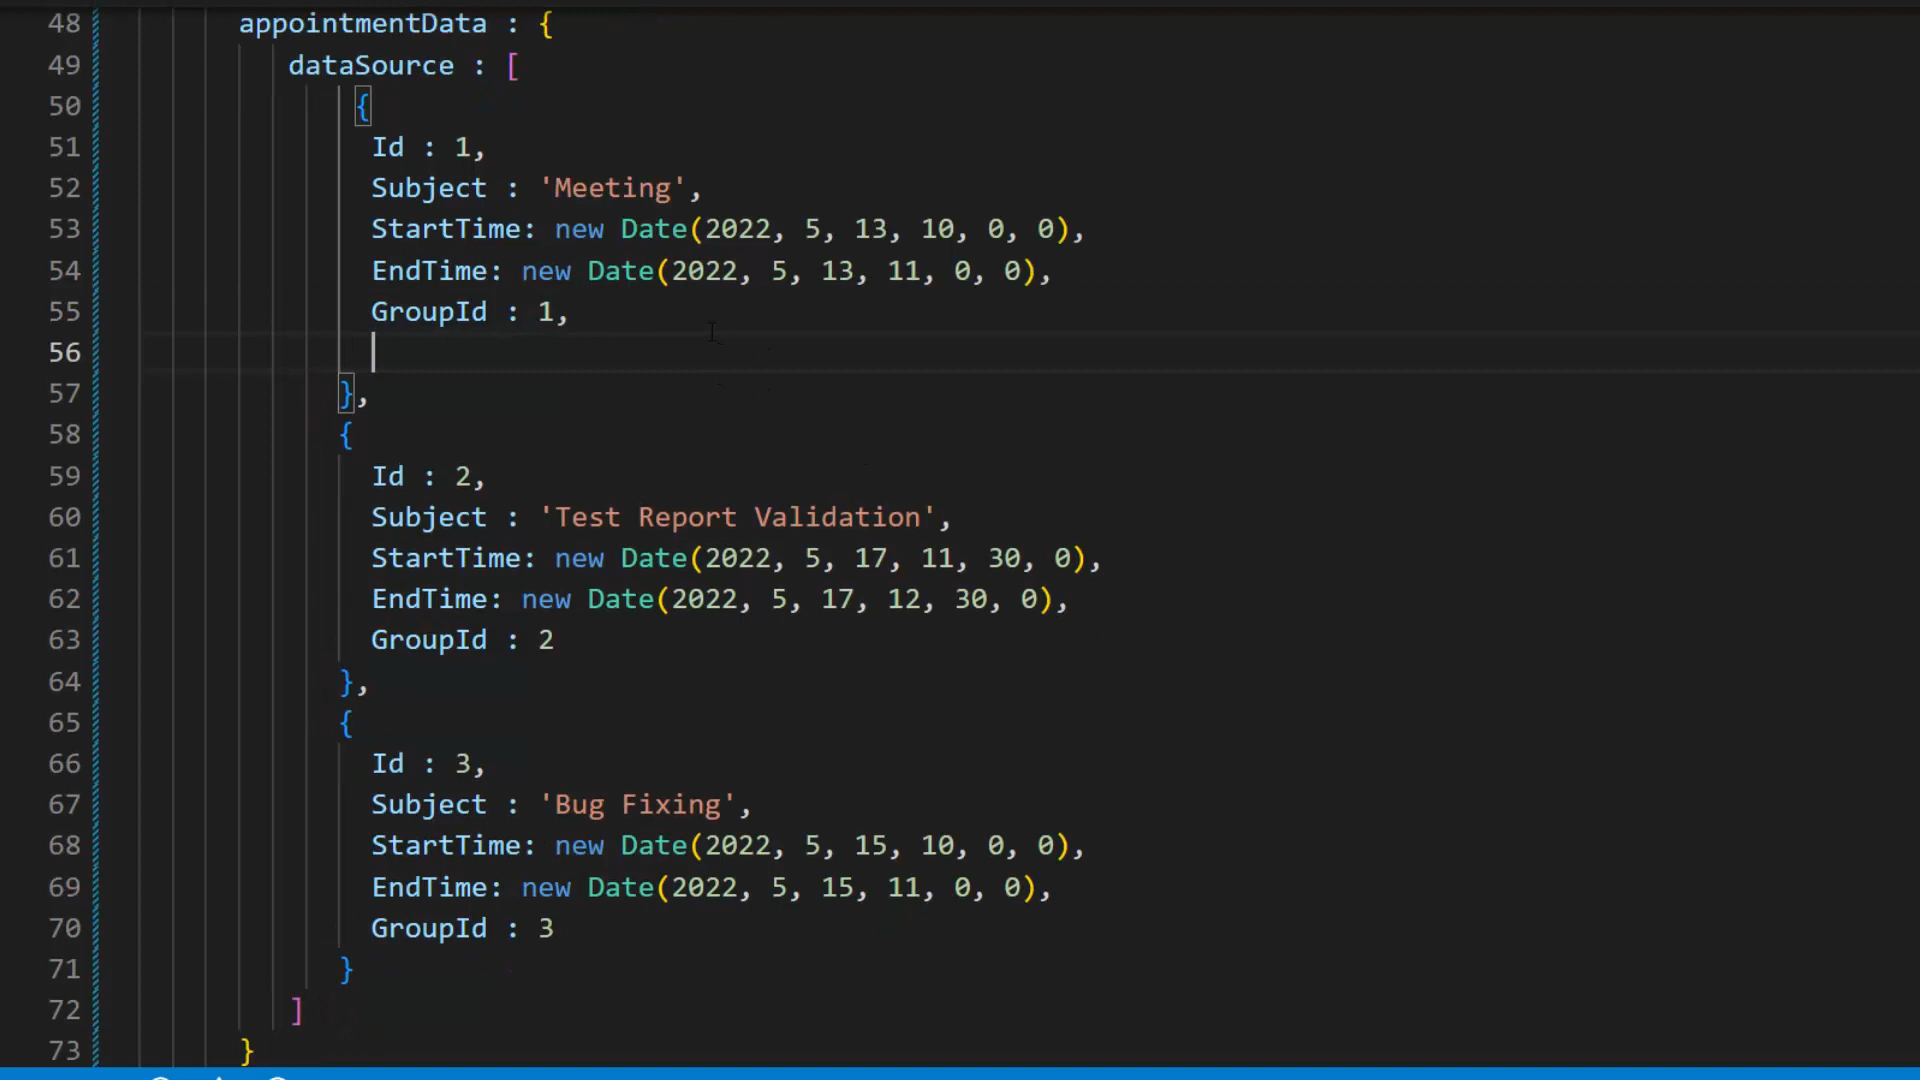 48 appointmentData : {
49 dataSource : [
50 {
51 Id : 1,
52 Subject : 'Meeting',
53 StartTime: new Date(2022, 5, 13, 10, 0, 0),
54 EndTime: new Date(2022, 5, 13, 11, 0, 0),
55 GroupId : 1,
56
57 },
58 {
59 Id : 2,
60 Subject : 'Test Report Validation',
61 StartTime: new Date(2022, 5, 17, 11, 30, 0),
62 EndTime: new Date(2022, 5, 17, 12, 30, 0),
63 GroupId : 2
64 },
65 {
66 Id : 3,
67 Subject : 'Bug Fixing',
68 StartTime: new Date(2022, 5, 15, 10, 0, 0),
69 EndTime: new Date(2022, 5, 15, 11, 0, 0),
70 GroupId : 3
71 }
72 ]
73 }